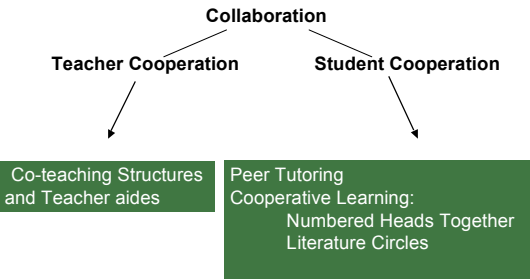 Collaboration
Teacher Cooperation
Student Cooperation
Co-teaching Structures
and Teacher aides
Peer Tutoring
Cooperative Learning:
Numbered Heads Together
Literature Circles